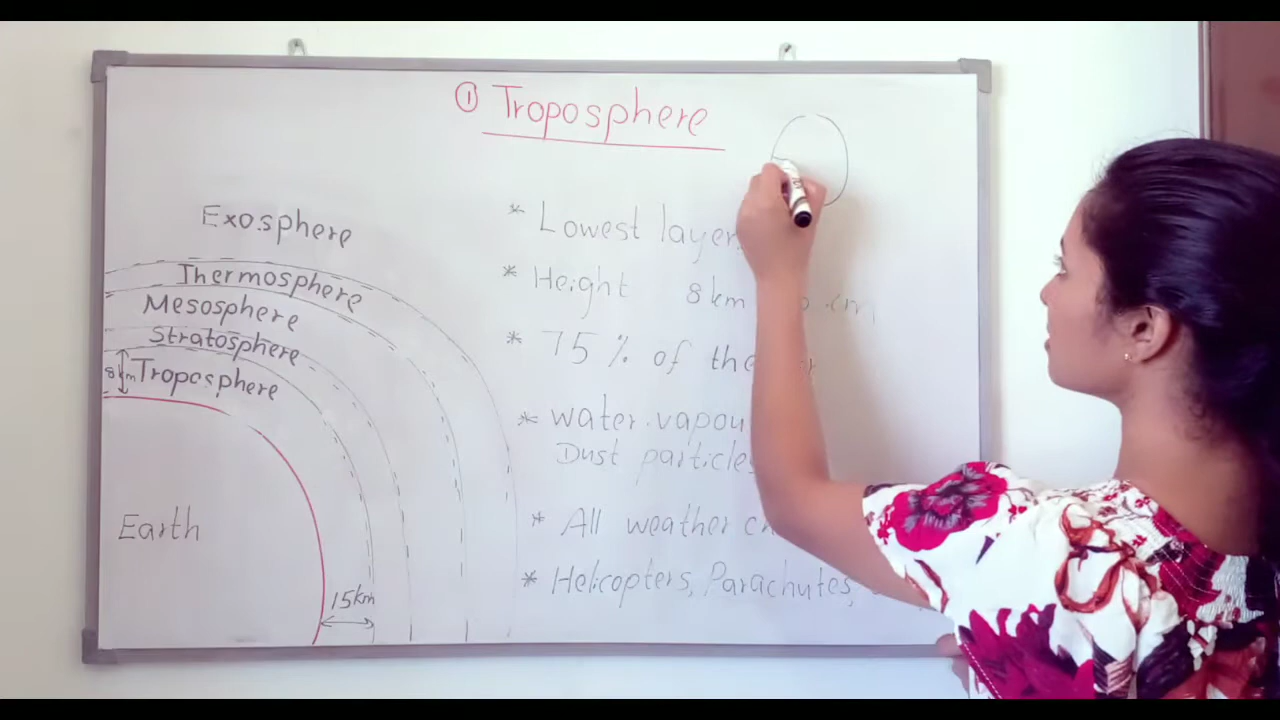 ① Troposphere
Exosphere
Thermosphere
Mesosphere
Stratosphere
8km Troposphere
Earth
15km
* Lowest layer
* Height 8km
* 75 % of the
* water vapou
Dust particles
* All weather
* Helicopters, Parachutes,